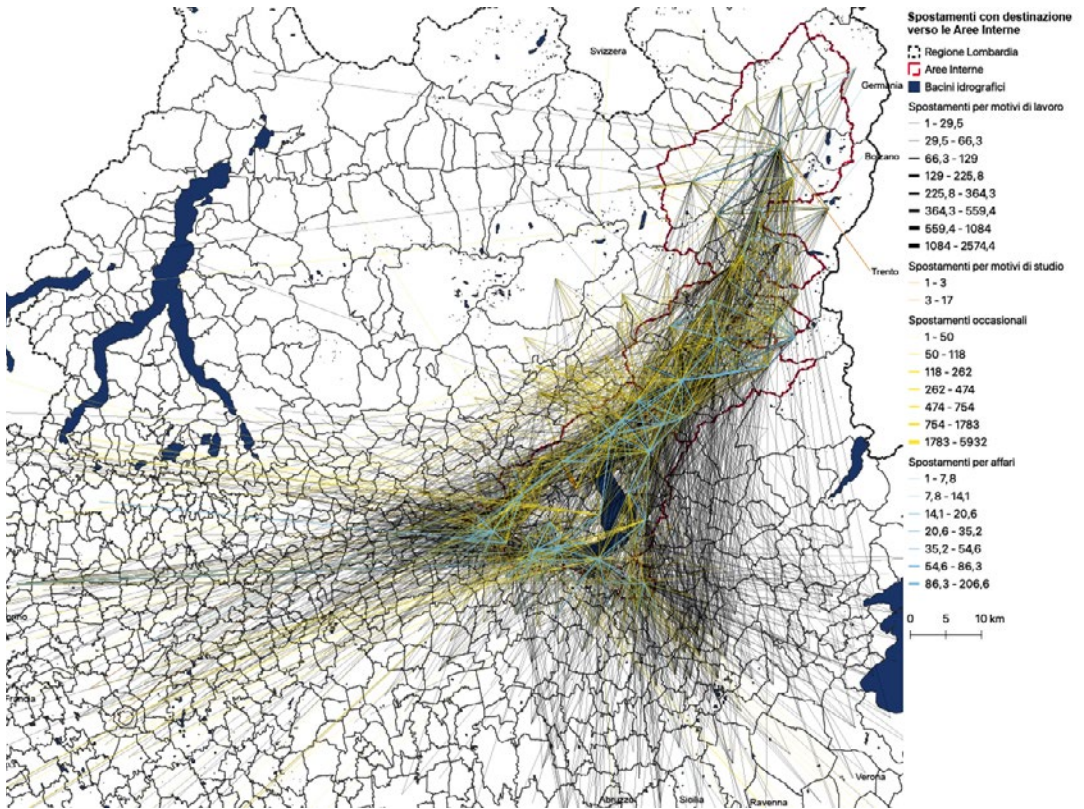 Spostamenti con destinazione
verso le Aree Interne
Regione Lombardia
Aree Interne
Bacini idrografici
Spostamenti per motivi di lavoro
1 - 29,5
29,5 - 66,3
66,3 - 129
129 - 225,8
225,8 - 364,3
364,3 - 559,4
559,4 - 1084
1084 - 2574,4
Spostamenti per motivi di studio
1 - 3
3 - 17
Spostamenti occasionali
1 - 50
50 - 118
118 - 262
262 - 474
474 - 754
754 - 1783
1783 - 5932
Spostamenti per affari
1 - 7,8
7,8 - 14,1
14,1 - 20,6
20,6 - 35,2
35,2 - 54,6
54,6 - 86,3
86,3 - 206,6
0 5 10 km
Svizzera
Germania
Bolzano
Trento
Francia
Verona
Abruzzo
Sicilia
Ravenna